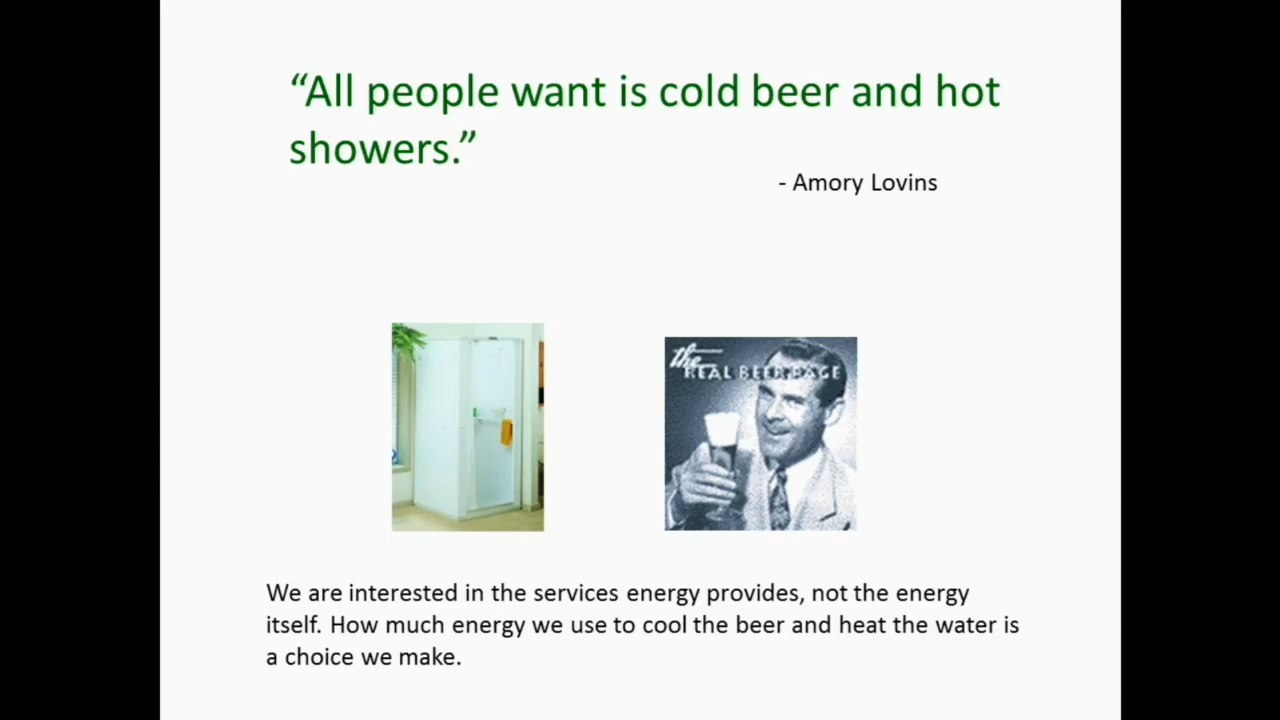 “All people want is cold beer and hot
showers.”
- Amory Lovins
the
REAL BEER PAGE
We are interested in the services energy provides, not the energy
itself. How much energy we use to cool the beer and heat the water is
a choice we make.